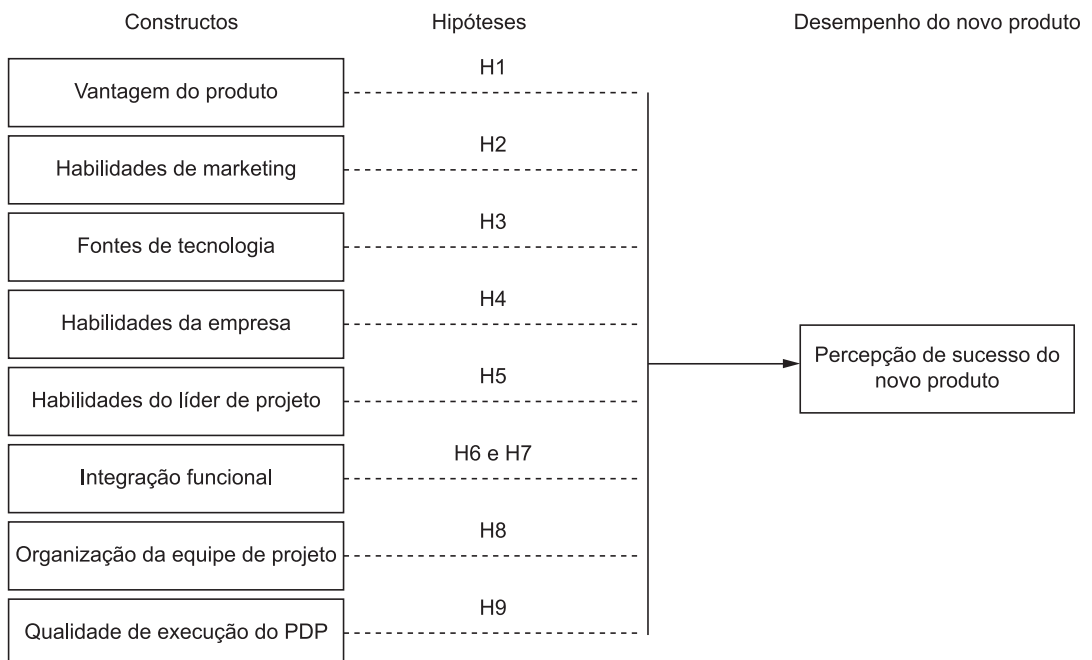 Constructos
Hipóteses
Desempenho do novo produto
Vantagem do produto
H1
Habilidades de marketing
H2
Fontes de tecnologia
H3
Habilidades da empresa
H4
Habilidades do líder de projeto
H5
Integração funcional
H6 e H7
Organização da equipe de projeto
H8
Qualidade de execução do PDP
H9
Percepção de sucesso do
novo produto